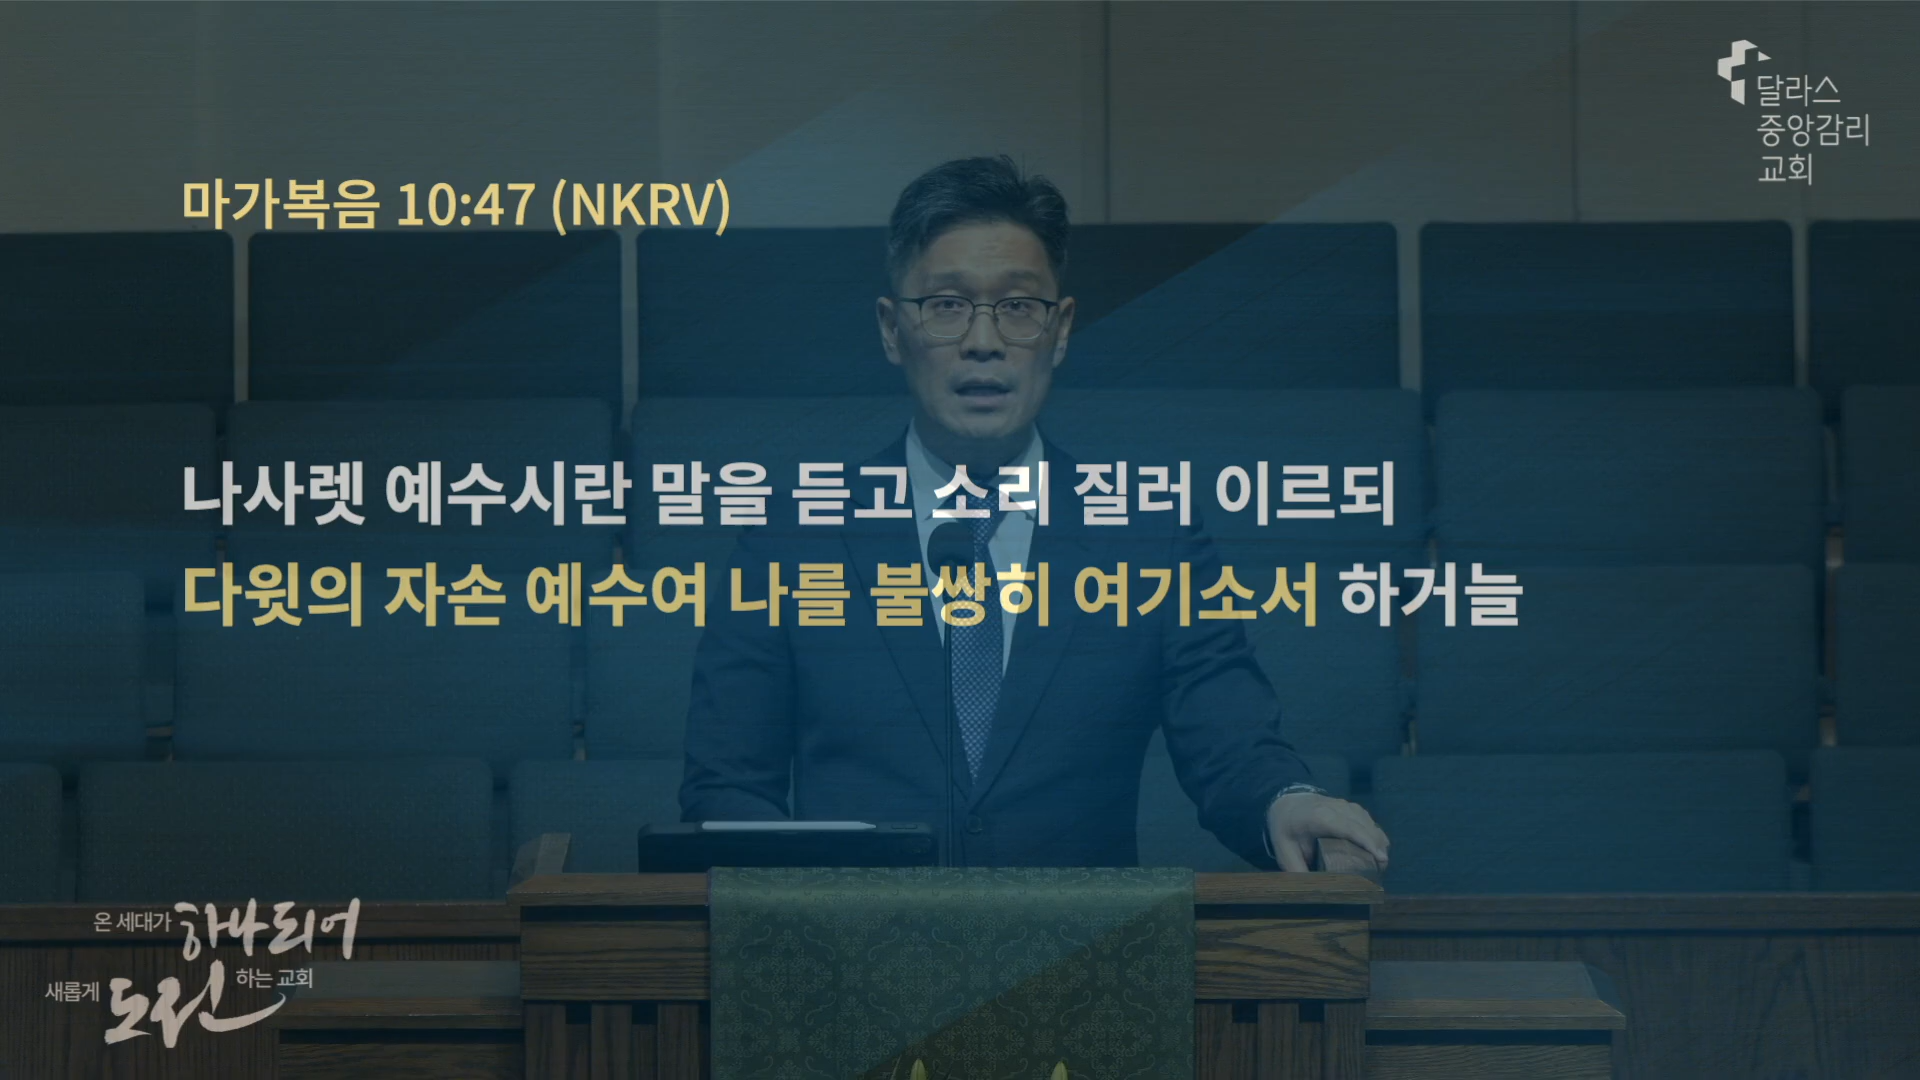 달라스
중앙감리
교회
마가복음 10:47 (NKRV)
나사렛 예수시란 말을 듣고 소리 질러 이르되
다윗의 자손 예수여 나를 불쌍히 여기소서 하거늘
온 세대가 하나되어
새롭게 도전 하는 교회